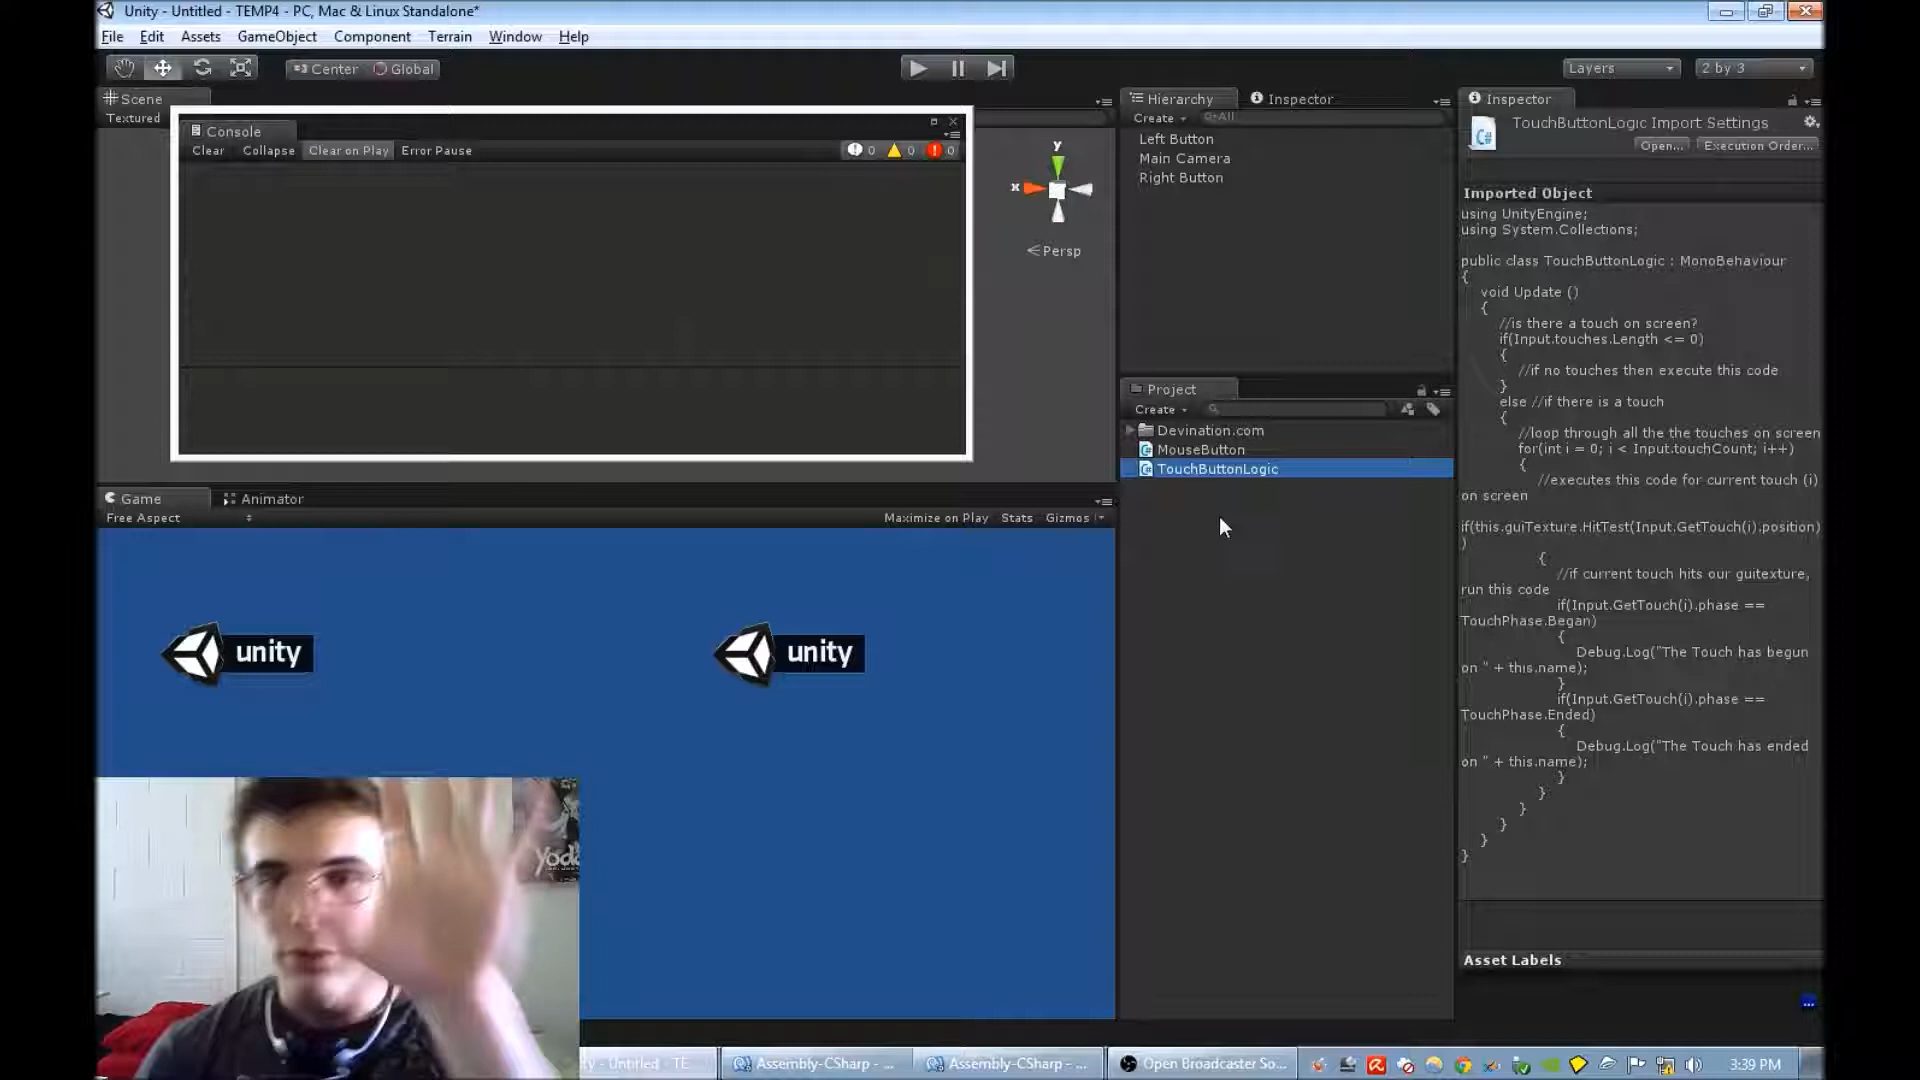 Unity - Untitled - TEMP4 - PC, Mac & Linux Standalone*
File Edit Assets GameObject Component Terrain Window Help
Center Global Layers 2 by 3
Scene
Textured
Console
Clear Collapse Clear on Play Error Pause 0 0 0
y
x
Persp
Game Animator
Free Aspect Maximize on Play Stats Gizmos
unity
unity
Hierarchy Inspector
Create All
Left Button
Main Camera
Right Button
Project
Create
Devination.com
MouseButton
TouchButtonLogic
Inspector
TouchButtonLogic Import Settings
Open... Execution Order...
C#
Imported Object
using UnityEngine;
using System.Collections;
public class TouchButtonLogic : MonoBehaviour
{
void Update ()
{
//is there a touch on screen?
if(Input.touches.Length <= 0)
{
//if no touches then execute this code
}
else //if there is a touch
{
//loop through all the the touches on screen
for(int i = 0; i < Input.touchCount; i++)
{
//executes this code for current touch (i)
on screen
if(this.guiTexture.HitTest(Input.GetTouch(i).position)
)
{
//if current touch hits our guitexture,
run this code
if(Input.GetTouch(i).phase ==
TouchPhase.Began)
{
Debug.Log("The Touch has begun
on " + this.name);
}
if(Input.GetTouch(i).phase ==
TouchPhase.Ended)
{
Debug.Log("The Touch has ended
on " + this.name);
}
}
}
}
}
}
Asset Labels
Yoda
ty - Untitled - TE... Assembly-CSharp - ... Assembly-CSharp - ... Open Broadcaster So... 3:39 PM